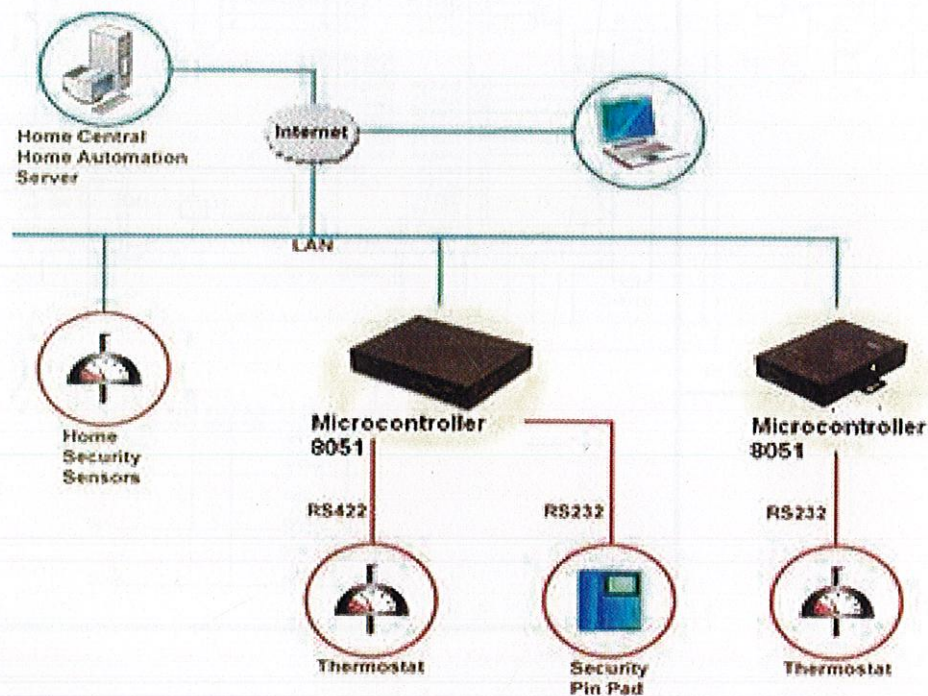 Internet
Home Central
Home Automation
Server
LAN
Home
Security
Sensors
Microcontroller
8051
Microcontroller
8051
RS422
RS232
RS232
Thermostat
Security
Pin Pad
Thermostat